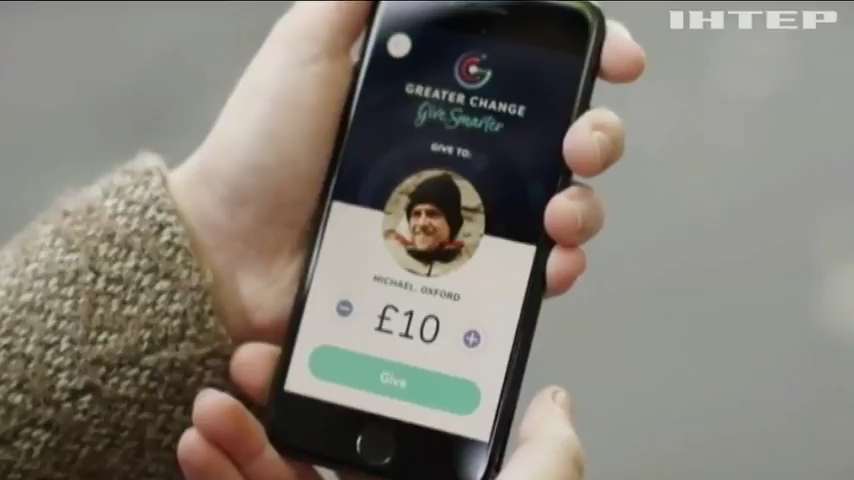 ІНТЕР
GREATER CHANGE
Give Smarter
GIVE TO:
MICHAEL, OXFORD
£10
Give